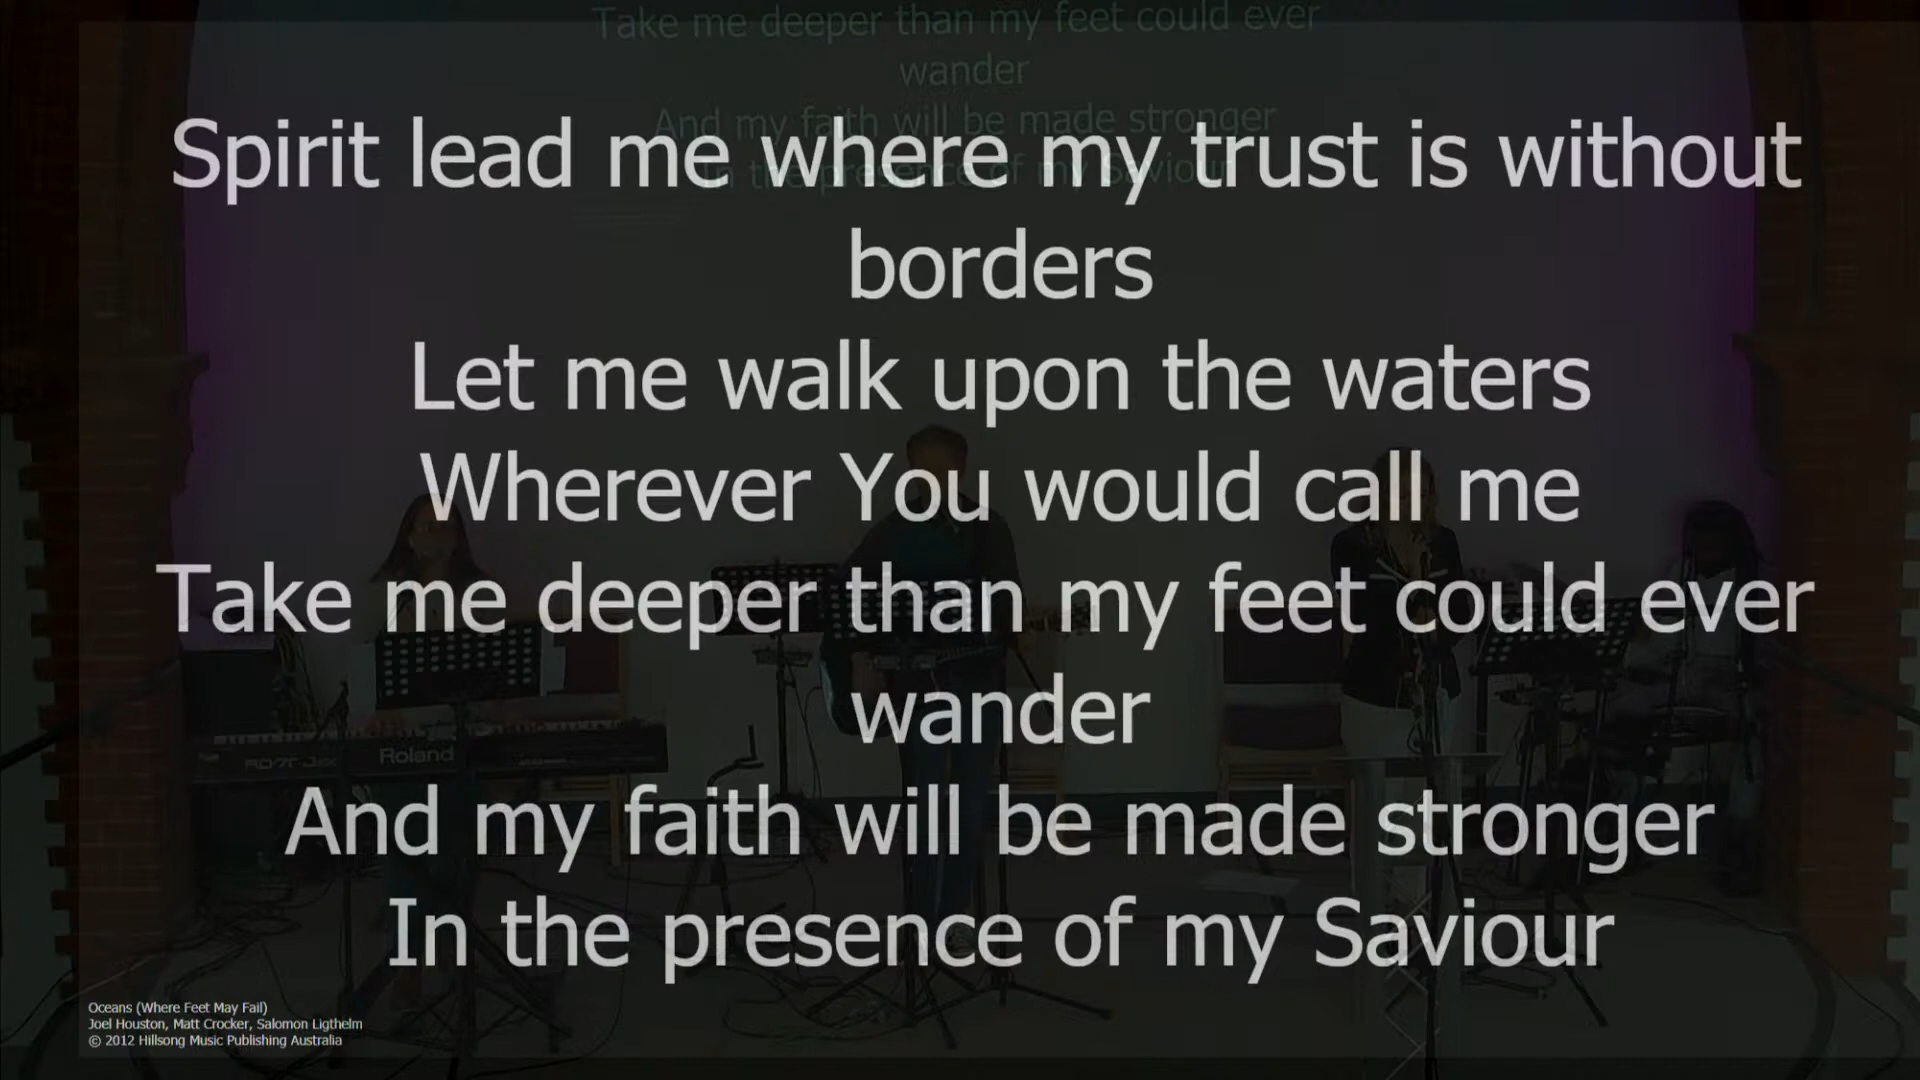 Take me deeper than my feet could ever
wander
And my faith will be made stronger
In the presence of my Saviour
Spirit lead me where my trust is without
borders
Let me walk upon the waters
Wherever You would call me
Take me deeper than my feet could ever
wander
And my faith will be made stronger
In the presence of my Saviour
Roland
Oceans (Where Feet May Fail)
Joel Houston, Matt Crocker, Salomon Ligthelm
© 2012 Hillsong Music Publishing Australia